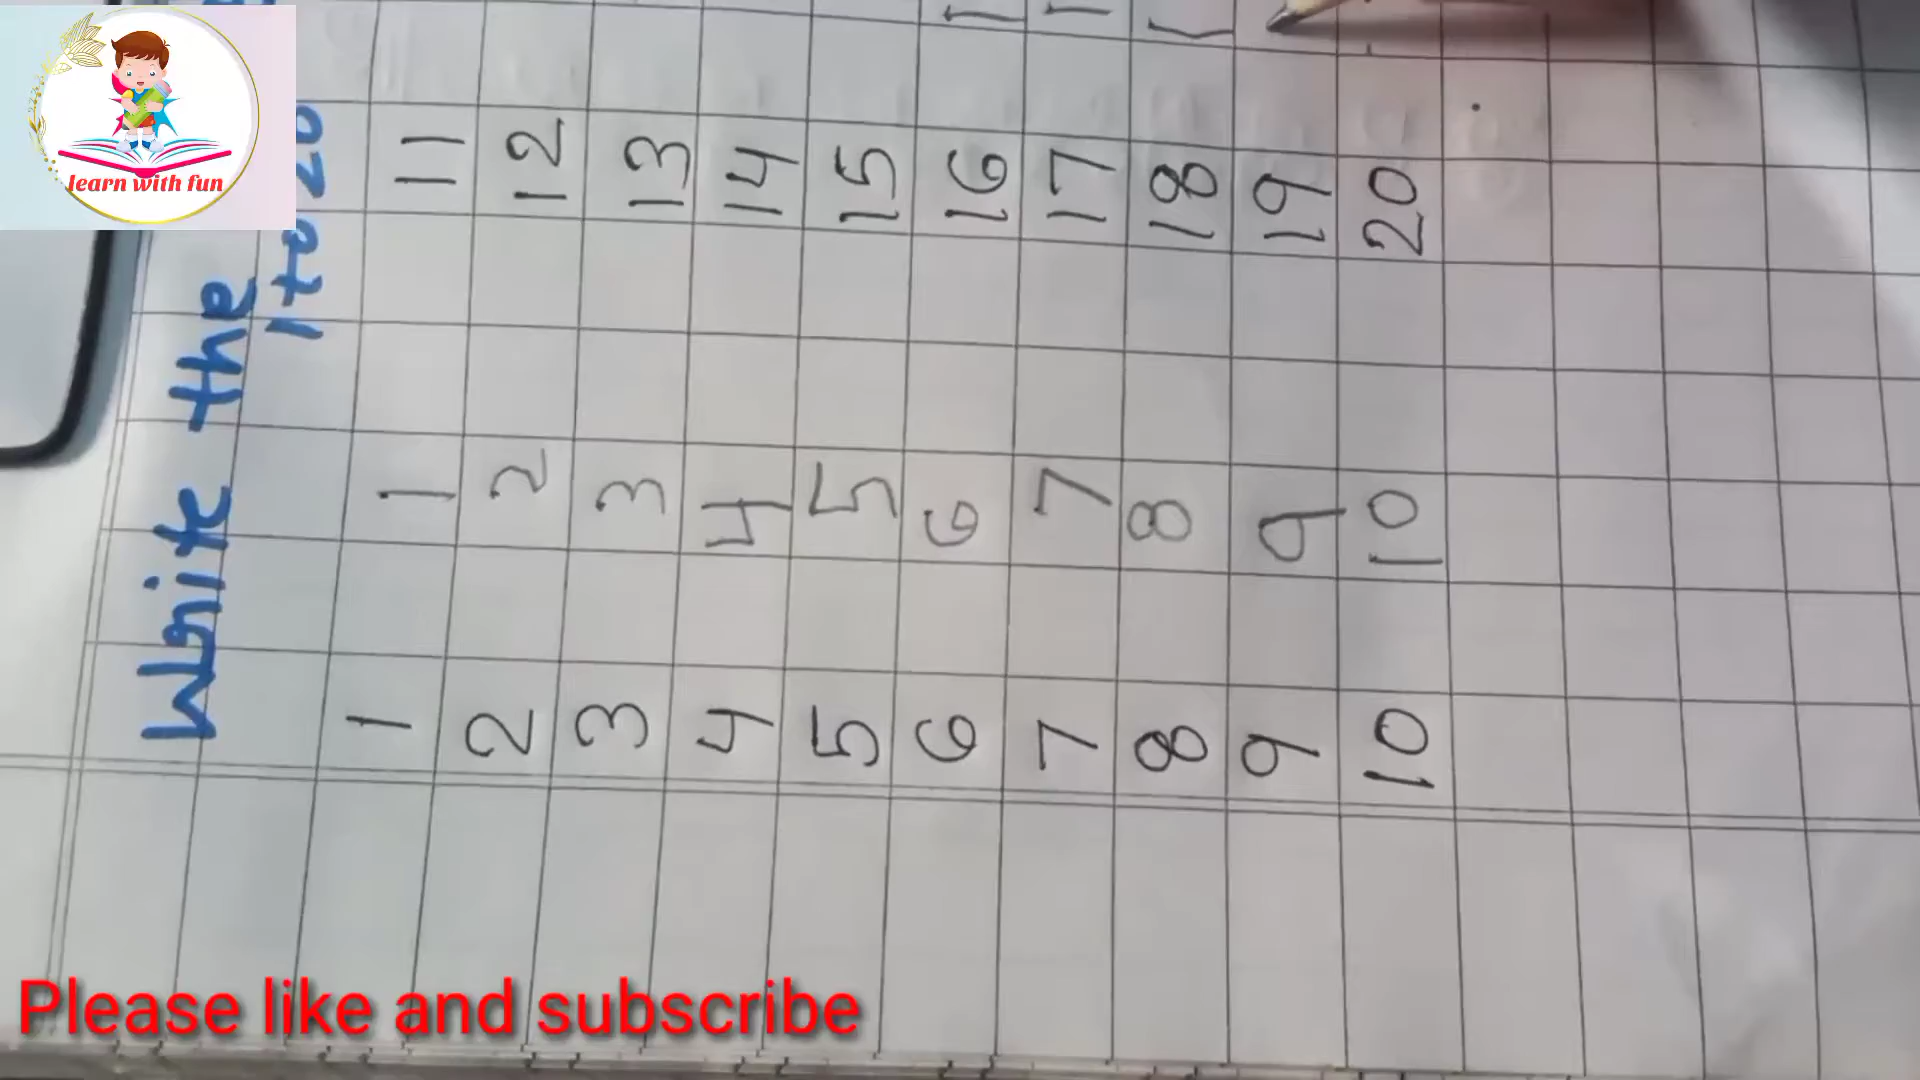 learn with fun
Write the
1 to 20
1 1 11
2 2 12
3 3 13
4 4 14
5 5 15
6 6 16
7 7 17
8 8 18
9 9 19
10 10 20
Please like and subscribe